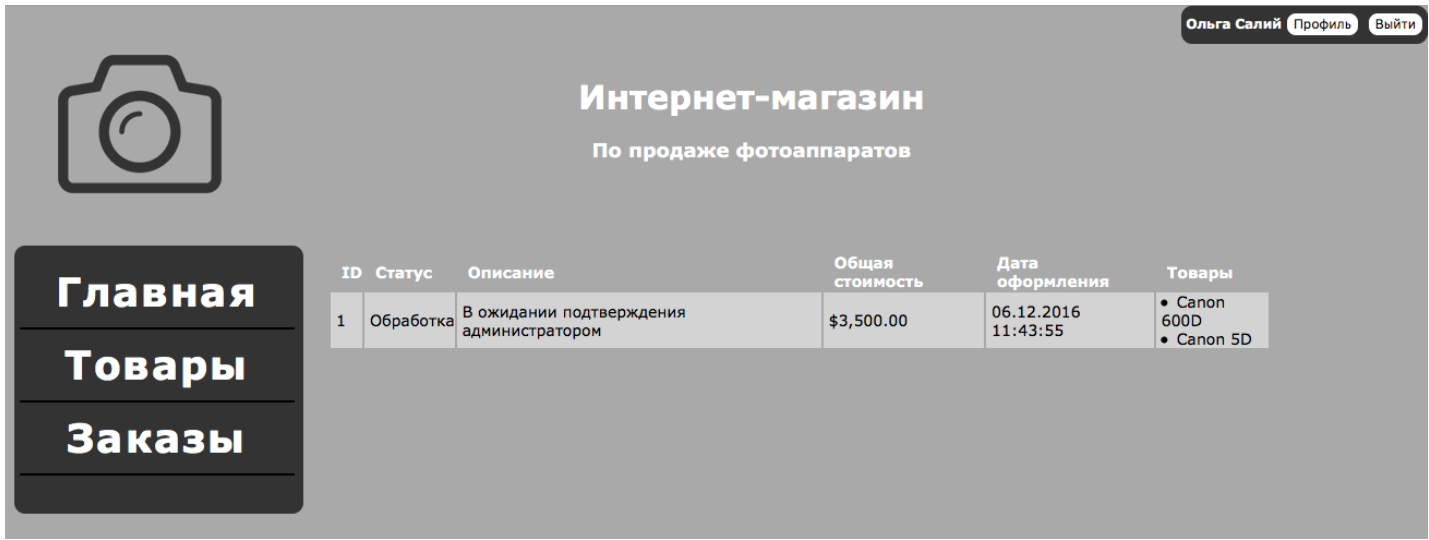 Ольга Салий Профиль Выйти
Интернет-магазин
По продаже фотоаппаратов
Главная
Товары
Заказы
ID Статус Описание Общая стоимость Дата оформления Товары
1 Обработка В ожидании подтверждения администратором $3,500.00 06.12.2016 11:43:55 • Canon 600D • Canon 5D